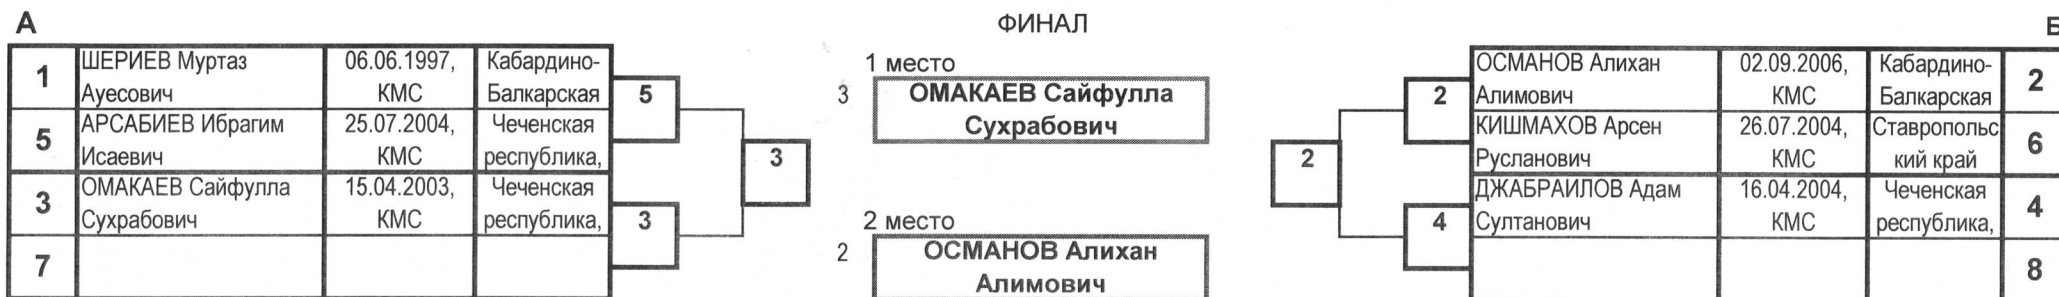 А
ФИНАЛ
Б
1
ШЕРИЕВ Муртаз
Ауесович
06.06.1997,
КМС
Кабардино-
Балкарская
5
АРСАБИЕВ Ибрагим
Исаевич
25.07.2004,
КМС
Чеченская
республика,
3
ОМАКАЕВ Сайфулла
Сухрабович
15.04.2003,
КМС
Чеченская
республика,
7
5
3
3
1 место
3
ОМАКАЕВ Сайфулла
Сухрабович
2 место
2
ОСМАНОВ Алихан
Алимович
2
2
4
ОСМАНОВ Алихан
Алимович
02.09.2006,
КМС
Кабардино-
Балкарская
2
КИШМАХОВ Арсен
Русланович
26.07.2004,
КМС
Ставропольс
кий край
6
ДЖАБРАИЛОВ Адам
Султанович
16.04.2004,
КМС
Чеченская
республика,
4
8